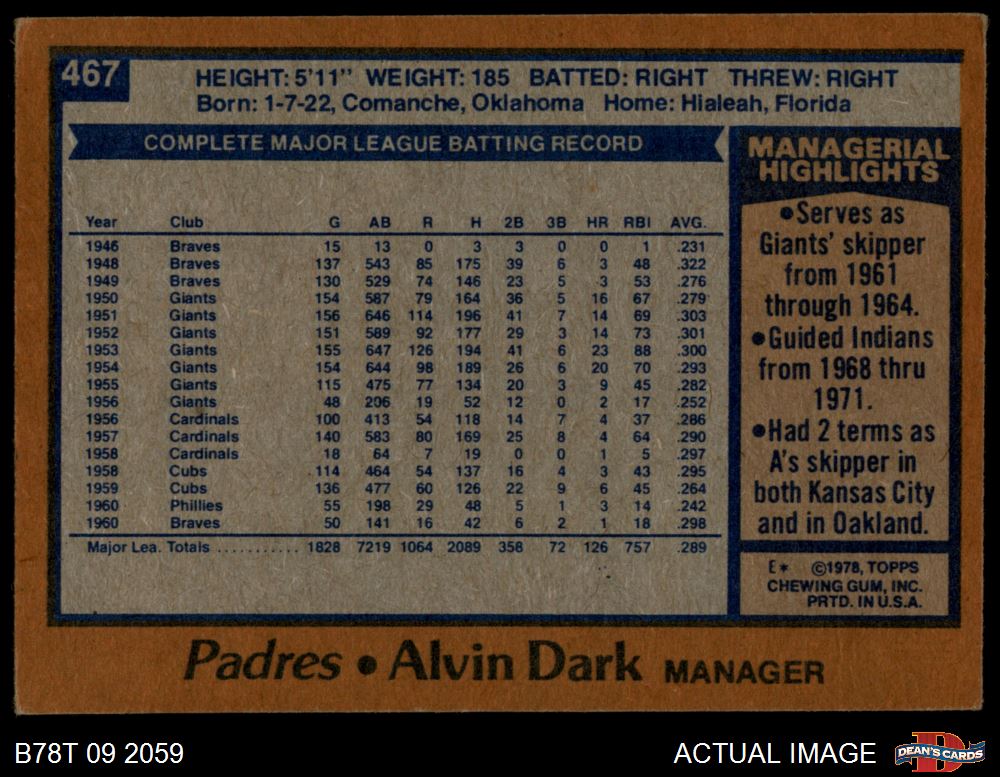 467
HEIGHT: 5'11" WEIGHT: 185 BATTED: RIGHT THREW: RIGHT
Born: 1-7-22, Comanche, Oklahoma Home: Hialeah, Florida
COMPLETE MAJOR LEAGUE BATTING RECORD
Year Club G AB R H 2B 3B HR RBI AVG.
1946 Braves 15 13 0 3 3 0 0 1 .231
1948 Braves 137 543 85 175 39 6 3 48 .322
1949 Braves 130 529 74 146 23 5 3 53 .276
1950 Giants 154 587 79 164 36 5 16 67 .279
1951 Giants 156 646 114 196 41 7 14 69 .303
1952 Giants 151 589 92 177 29 3 14 73 .301
1953 Giants 155 647 126 194 41 6 23 88 .300
1954 Giants 154 644 98 189 26 6 20 70 .293
1955 Giants 115 475 77 134 20 3 9 45 .282
1956 Giants 48 206 19 52 12 0 2 17 .252
1956 Cardinals 100 413 54 118 14 7 4 37 .286
1957 Cardinals 140 583 80 169 25 8 4 64 .290
1958 Cardinals 18 64 7 19 0 0 1 5 .297
1958 Cubs 114 464 54 137 16 4 3 43 .295
1959 Cubs 136 477 60 126 22 9 6 45 .264
1960 Phillies 55 198 29 48 5 1 3 14 .242
1960 Braves 50 141 16 42 6 2 1 18 .298
Major Lea. Totals ........... 1828 7219 1064 2089 358 72 126 757 .289
MANAGERIAL
HIGHLIGHTS
•Serves as
Giants' skipper
from 1961
through 1964.
•Guided Indians
from 1968 thru
1971.
•Had 2 terms as
A's skipper in
both Kansas City
and in Oakland.
E* ©1978, TOPPS
CHEWING GUM, INC.
PRTD. IN U.S.A.
Padres • Alvin Dark MANAGER
B78T 09 2059
ACTUAL IMAGE
D
DEAN'S CARDS